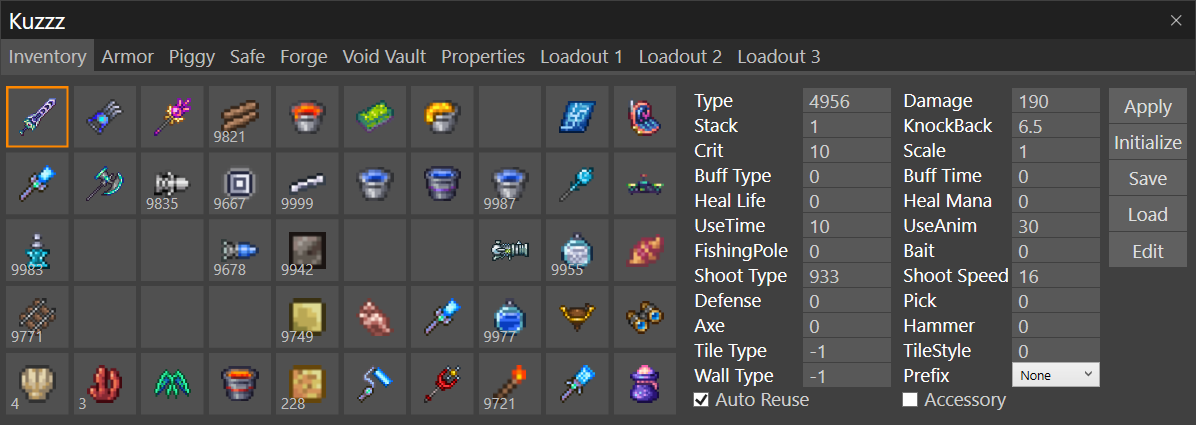 Kuzzz
Inventory Armor Piggy Safe Forge Void Vault Properties Loadout 1 Loadout 2 Loadout 3
9821
9835 9667 9999 9987
9983 9678 9942 9955
9771 9749 9977
4 3 228 9721
Type 4956 Damage 190 Apply
Stack 1 KnockBack 6.5
Crit 10 Scale 1 Initialize
Buff Type 0 Buff Time 0 Save
Heal Life 0 Heal Mana 0
UseTime 10 UseAnim 30 Load
FishingPole 0 Bait 0 Edit
Shoot Type 933 Shoot Speed 16
Defense 0 Pick 0
Axe 0 Hammer 0
Tile Type -1 TileStyle 0
Wall Type -1 Prefix None
Auto Reuse Accessory